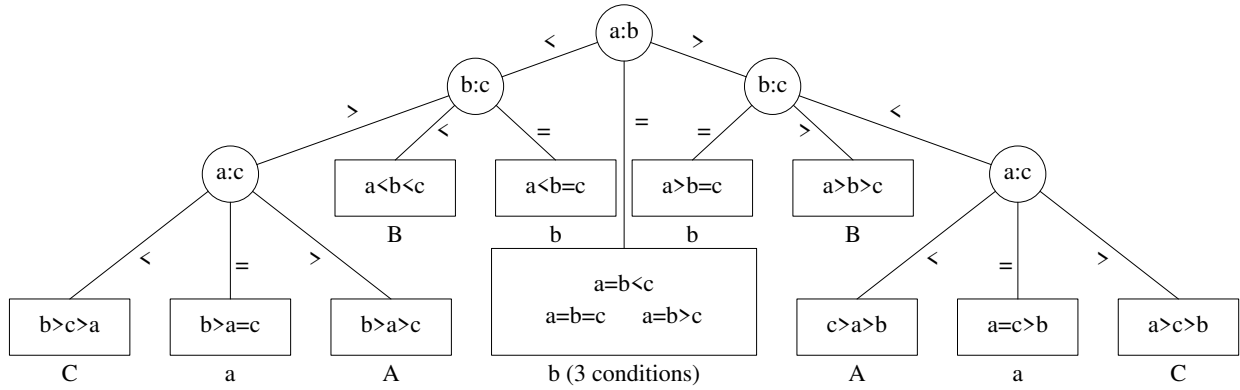 a:b
< >
b:c b:c
> < = = = > <
a:c a<b<c a<b=c a>b=c a>b>c a:c
B b b B
< = > a=b<c < = >
b>c>a b>a=c b>a>c a=b=c a=b>c c>a>b a=c>b a>c>b
C a A b (3 conditions) A a C